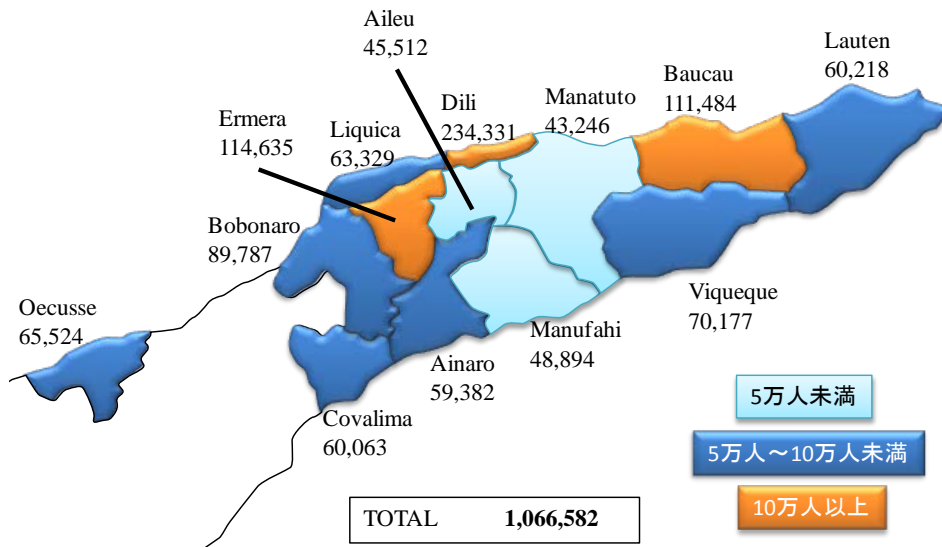 Aileu
45,512
Lauten
60,218
Dili
234,331
Manatuto
43,246
Baucau
111,484
Ermera
114,635
Liquica
63,329
Bobonaro
89,787
Oecusse
65,524
Viqueque
70,177
Manufahi
48,894
Ainaro
59,382
Covalima
60,063
5万人未満
5万人～10万人未満
10万人以上
TOTAL 1,066,582